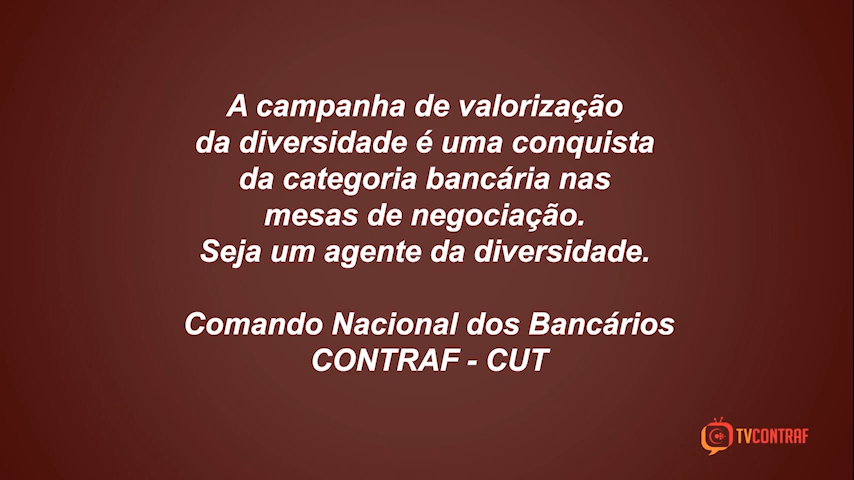 A campanha de valorização
da diversidade é uma conquista
da categoria bancária nas
mesas de negociação.
Seja um agente da diversidade.
Comando Nacional dos Bancários
CONTRAF - CUT
TVCONTRAF